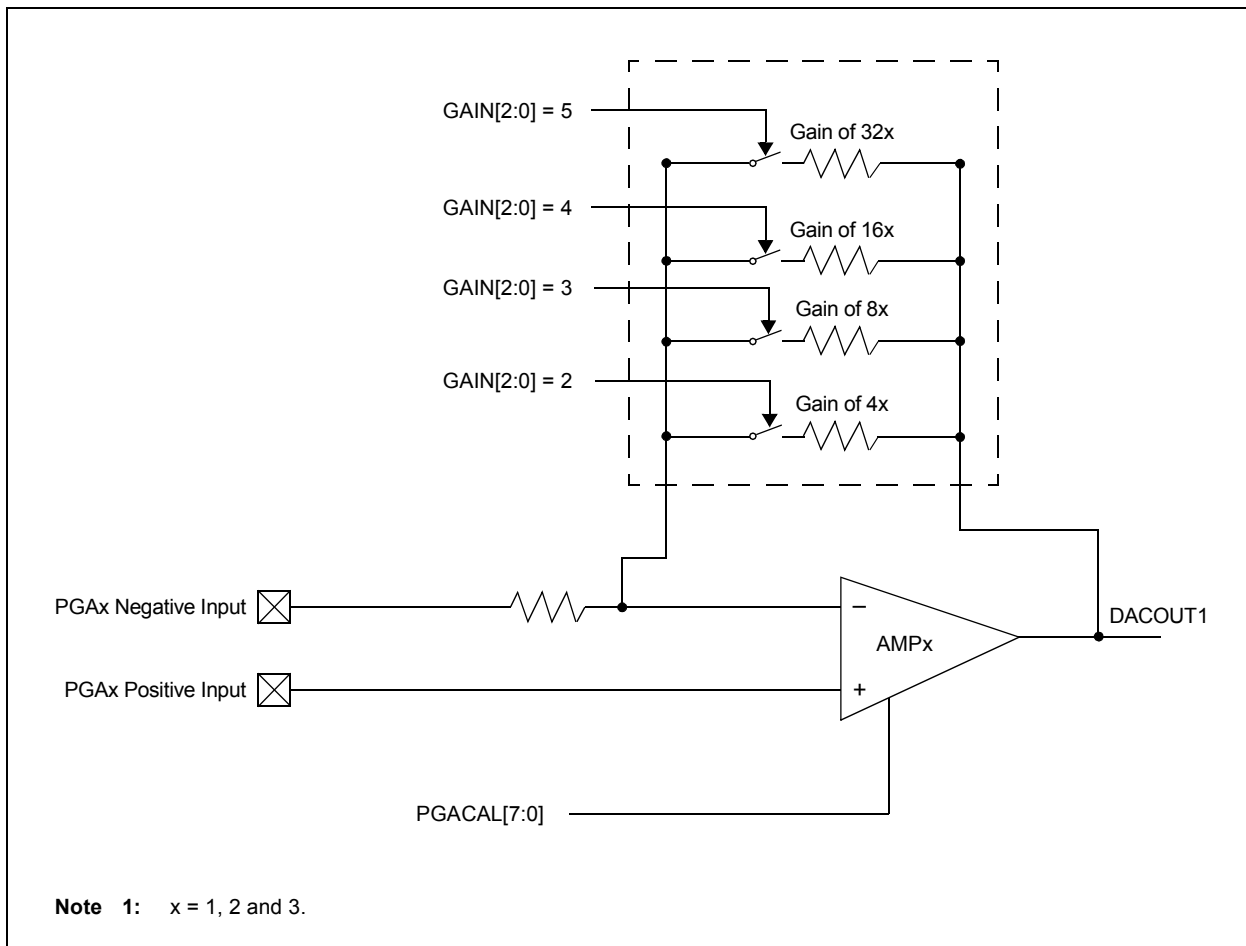 GAIN[2:0] = 5
Gain of 32x
GAIN[2:0] = 4
Gain of 16x
GAIN[2:0] = 3
Gain of 8x
GAIN[2:0] = 2
Gain of 4x
PGAx Negative Input
–
DACOUT1
AMPx
PGAx Positive Input
+
PGACAL[7:0]
Note 1: x = 1, 2 and 3.